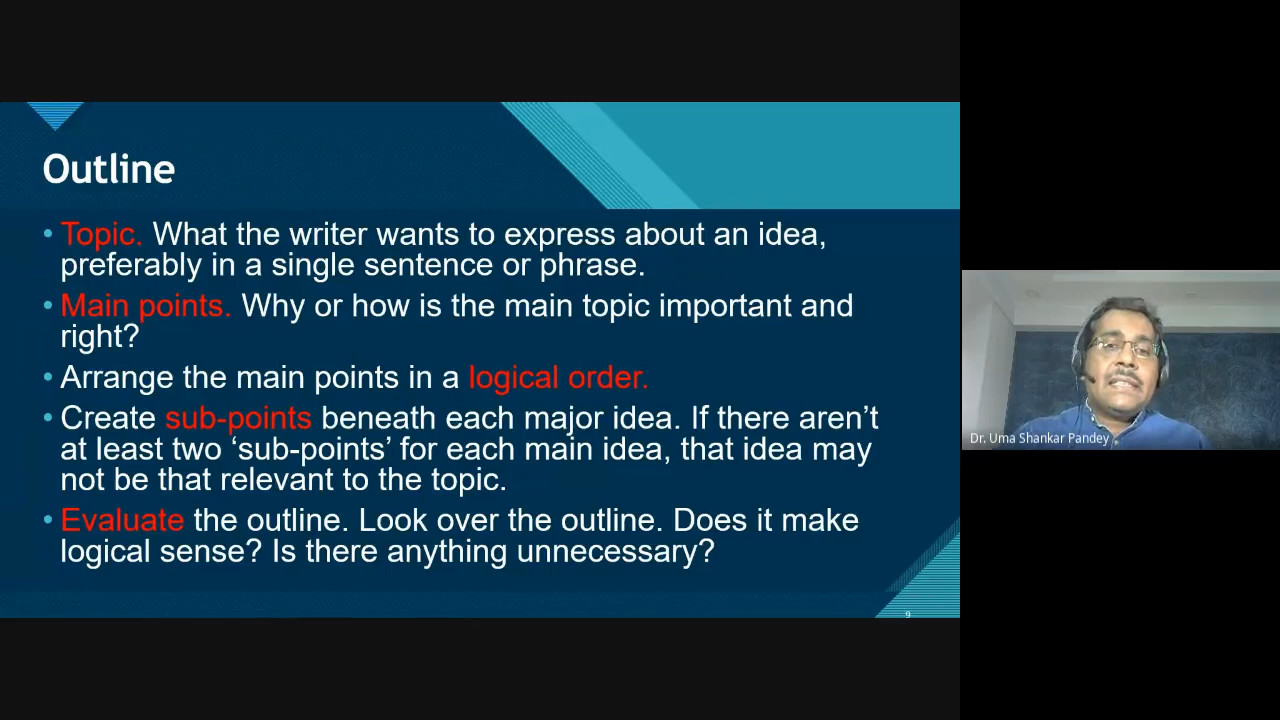 Outline
• Topic. What the writer wants to express about an idea,
preferably in a single sentence or phrase.
• Main points. Why or how is the main topic important and
right?
• Arrange the main points in a logical order.
• Create sub-points beneath each major idea. If there aren’t
at least two ‘sub-points’ for each main idea, that idea may
not be that relevant to the topic.
• Evaluate the outline. Look over the outline. Does it make
logical sense? Is there anything unnecessary?
9
Dr. Uma Shankar Pandey